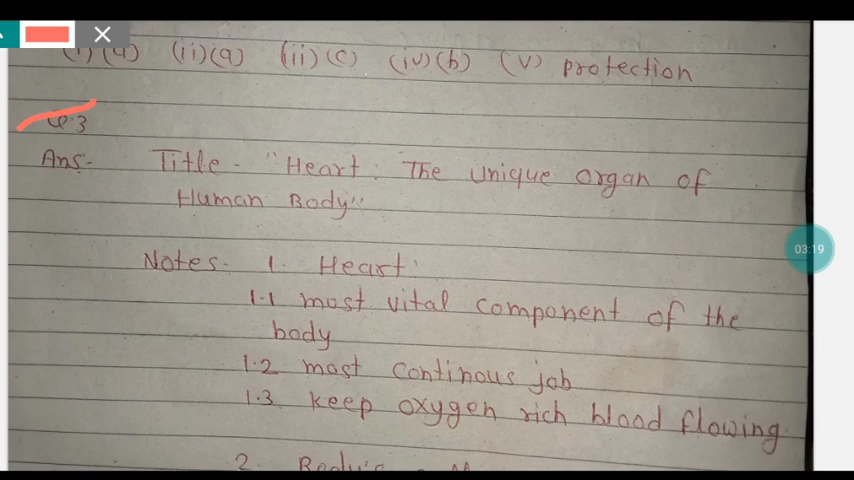 (i)(a) (ii)(a) (iii)(c) (iv)(b) (v) protection
Q.3
Ans- Title - "Heart: The unique organ of
Human Body"
Notes- 1. Heart:
1.1 most vital component of the
body
1.2 most continous job
1.3 keep oxygen rich blood flowing.
03:19
2.